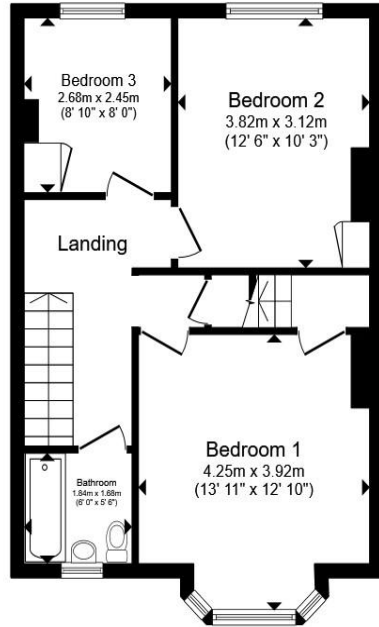 Bedroom 3
2.68m x 2.45m
(8' 10" x 8' 0")
Bedroom 2
3.82m x 3.12m
(12' 6" x 10' 3")
Landing
Bedroom 1
4.25m x 3.92m
(13' 11" x 12' 10")
Bathroom
1.84m x 1.68m
(6' 0" x 5' 6")